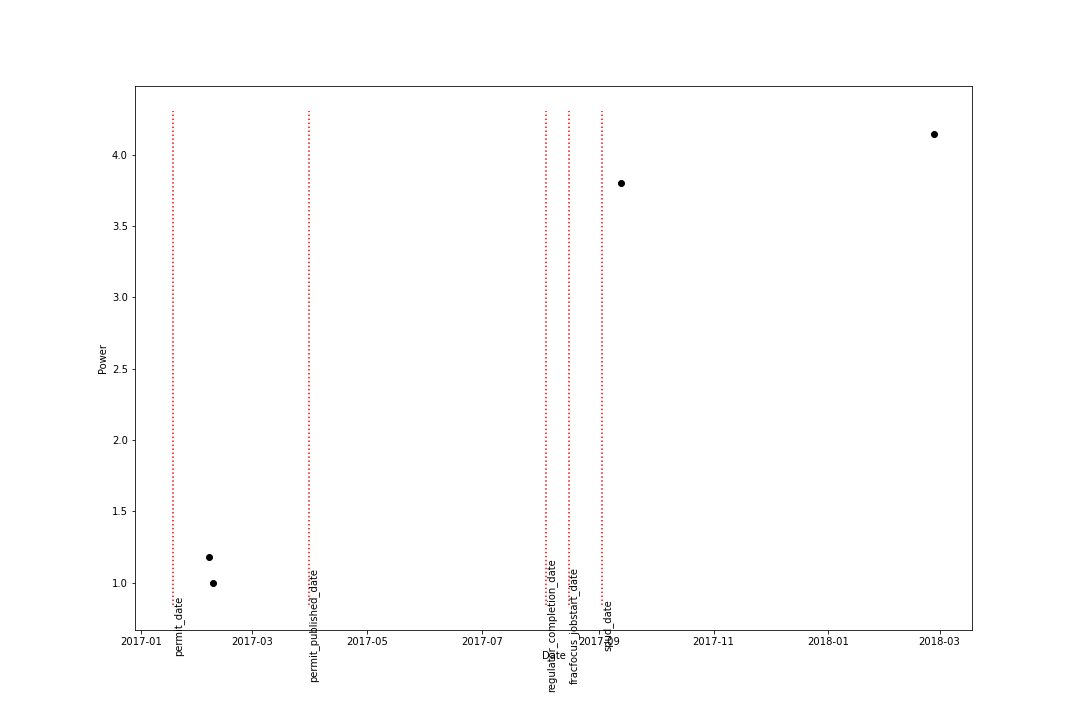 4.0
3.5
3.0
2.5
2.0
1.5
1.0
Power
2017-01
2017-03
2017-05
2017-07
2017-09
2017-11
2018-01
2018-03
Date
permit_date
permit_published_date
regulator_completion_date
fracfocus_jobstart_date
spud_date